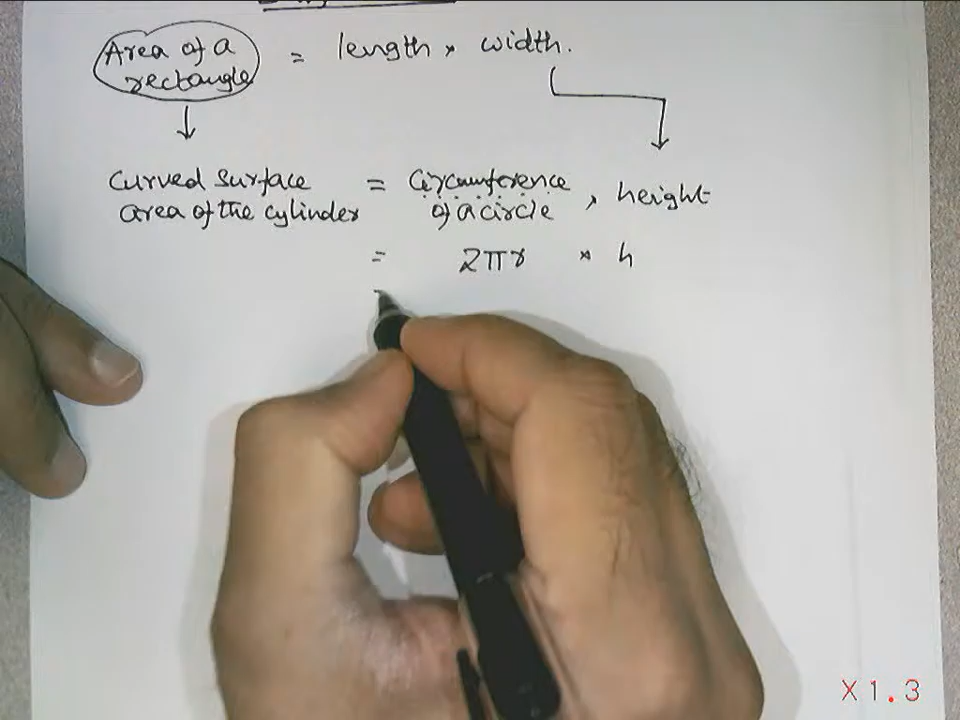 Area of a = length × width.
rectangle
Curved Surface = Circumference × height
area of the cylinder of a circle
= 2πr × h
X1.3